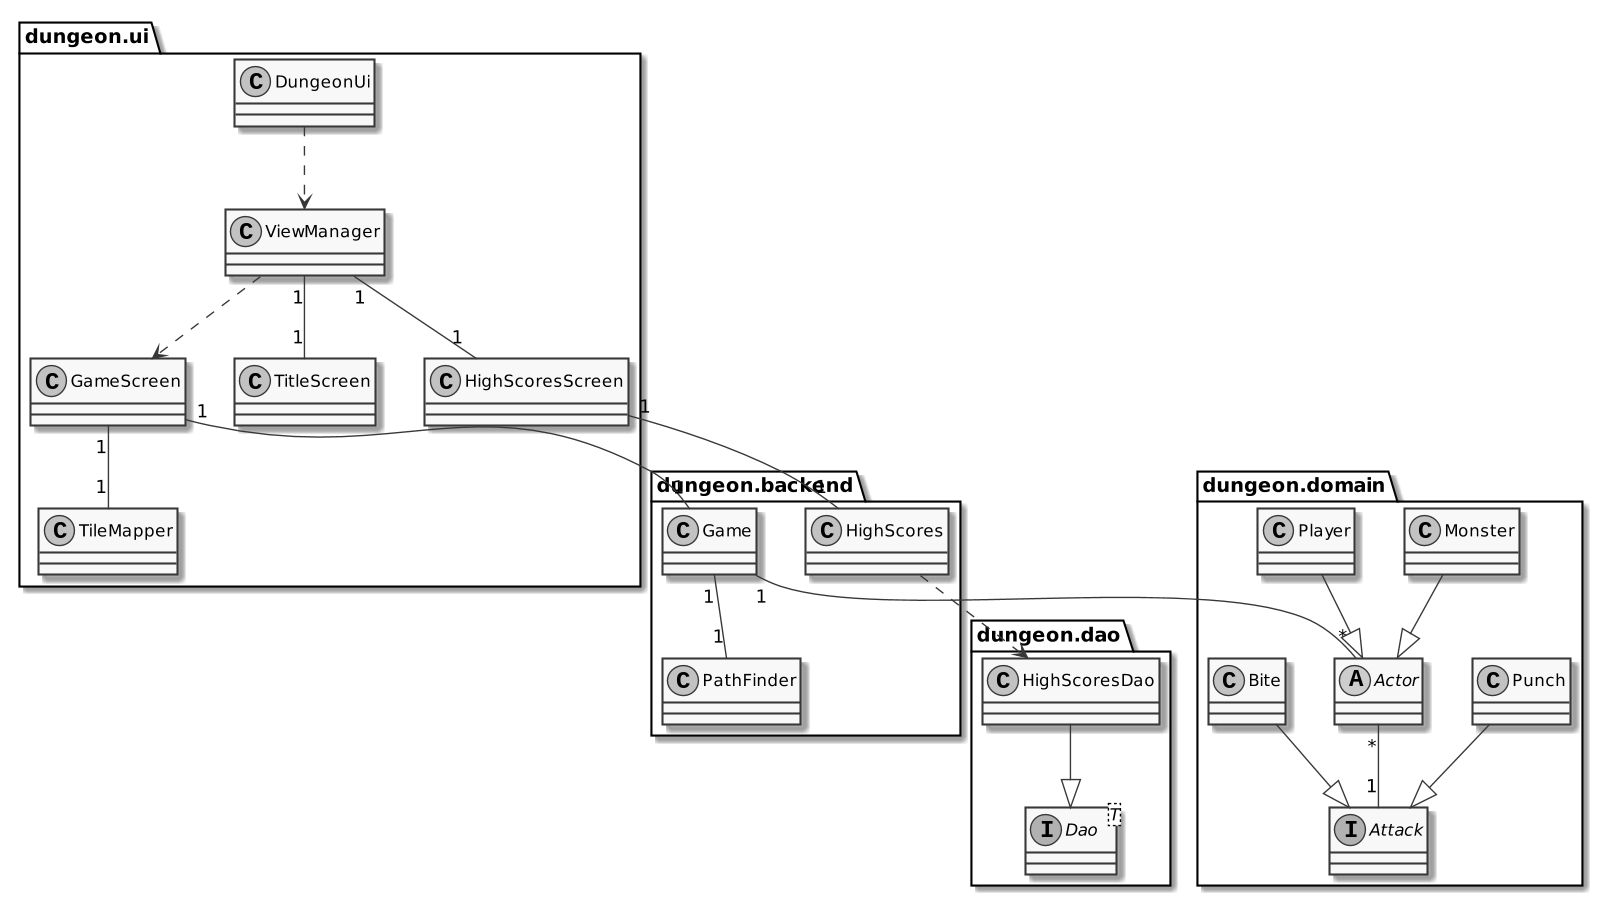 dungeon.ui
C DungeonUi
C ViewManager
1 1
1 1
C GameScreen
C TitleScreen
C HighScoresScreen
1 1
1
1
C TileMapper
dungeon.backend
1 1
C Game
C HighScores
1 1
1
C PathFinder
dungeon.dao
C HighScoresDao
T
I Dao
dungeon.domain
C Player
C Monster
*
C Bite
A Actor
C Punch
*
1
I Attack